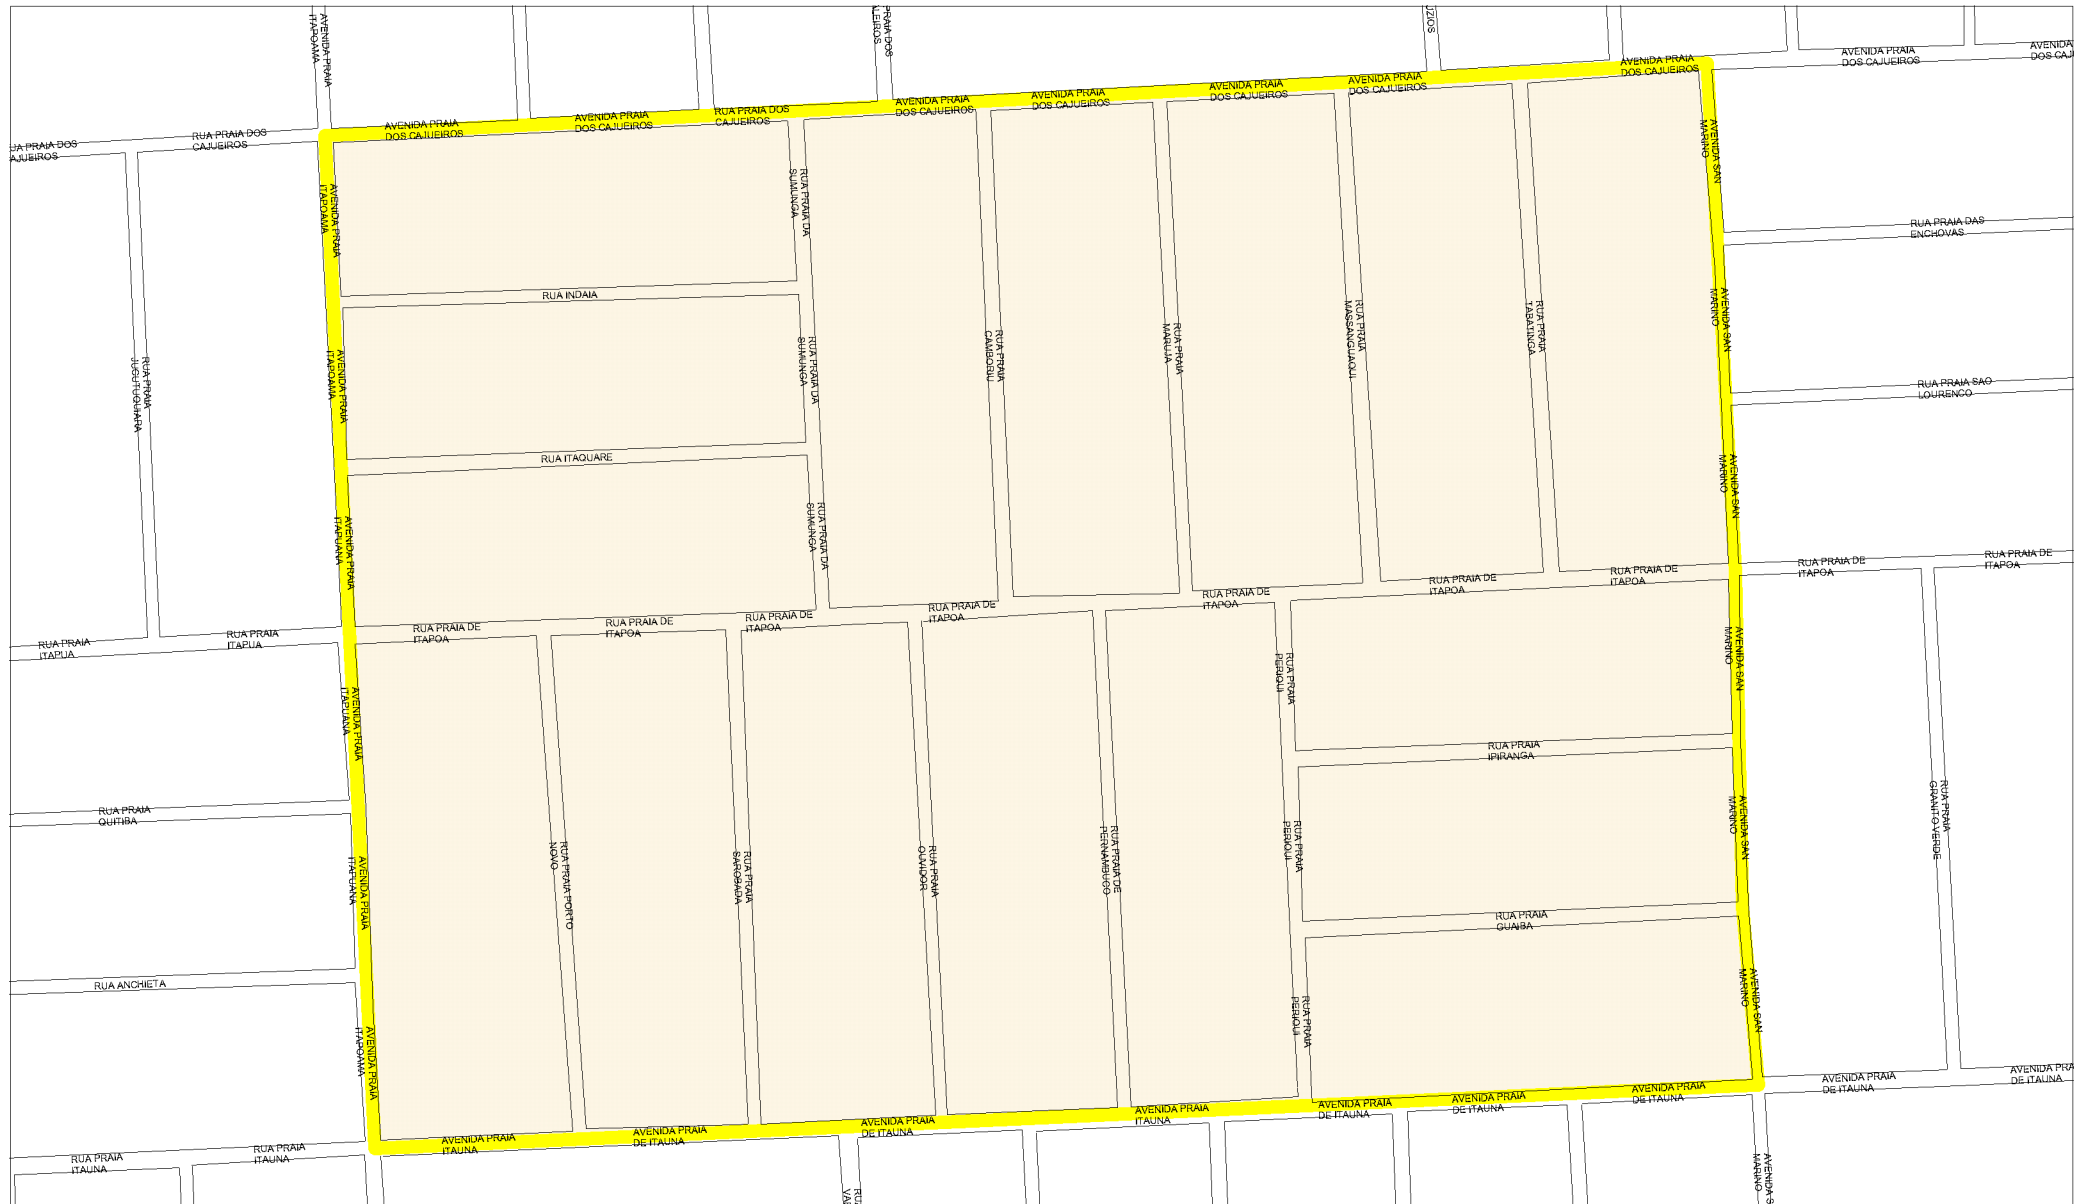 AVENIDA PRAIA
ITAPOAMA
PRAIA DOS
AVENIDA PRAIA
DOS CAJUEIROS
AVENIDA PRAIA
DOS CAJUEIROS
AVENIDA
AVENIDA PRAIA
DOS CAJUEIROS
AVENIDA PRAIA
DOS CAJUEIROS
AVENIDA PRAIA
DOS CAJUEIROS
AVENIDA PRAIA
DOS CAJUEIROS
RUA PRAIA DOS
CAJUEIROS
AVENIDA PRAIA
DOS CAJUEIROS
AVENIDA PRAIA
DOS CAJUEIROS
RUA PRAIA DOS
CAJUEIROS
PRAIA DOS
AVENIDA SAN
MARINO
AVENIDA PRAIA
ITAPOAMA
RUA PRAIA DA
SUMUNGA
RUA PRAIA DAS
ENCHOVAS
RUA INDAIA
AVENIDA SAN
MARINO
RUA PRAIA
JUCUTUQUARA
AVENIDA PRAIA
ITAPOAMA
RUA PRAIA DA
SUMUNGA
RUA PRAIA
CAMBORIU
RUA PRAIA
MARUJA
RUA PRAIA
MASSANGUAQUI
RUA PRAIA
TABATINGA
RUA PRAIA SAO
LOURENCO
RUA ITAQUARE
AVENIDA SAN
MARINO
AVENIDA PRAIA
ITAPUANA
RUA PRAIA DA
SUMUNGA
RUA PRAIA DE
ITAPOA
RUA PRAIA DE
ITAPOA
RUA PRAIA DE
ITAPOA
RUA PRAIA DE
ITAPOA
RUA PRAIA DE
ITAPOA
RUA PRAIA DE
ITAPOA
RUA PRAIA DE
ITAPOA
RUA PRAIA DE
ITAPOA
RUA PRAIA DE
ITAPOA
RUA PRAIA
ITAPUA
RUA PRAIA
ITAPUA
AVENIDA PRAIA
ITAPUANA
RUA PRAIA
PERIQUI
AVENIDA SAN
MARINO
RUA PRAIA
IPIRANGA
RUA PRAIA
QUITIBA
AVENIDA PRAIA
ITAPUANA
RUA PRAIA PORTO
NOVO
RUA PRAIA
SAROBADA
RUA PRAIA
OUVIDOR
RUA PRAIA DE
PERNAMBUCO
RUA PRAIA
PERIQUI
AVENIDA SAN
MARINO
RUA PRAIA
GRANITO VERDE
RUA PRAIA
GUAIBA
RUA ANCHIETA
AVENIDA PRAIA
ITAPOAMA
RUA PRAIA
PERIQUI
AVENIDA SAN
MARINO
AVENIDA PRAIA
DE ITAUNA
DE ITAUNA
AVENIDA PRAIA
DE ITAUNA
AVENIDA PRAIA
DE ITAUNA
AVENIDA PRAIA
DE ITAUNA
AVENIDA PRAIA
ITAUNA
AVENIDA PRAIA
DE ITAUNA
AVENIDA PRAIA
DE ITAUNA
AVENIDA PRAIA
ITAUNA
RUA PRAIA
ITAUNA
RUA PRAIA
ITAUNA
AVENIDA
MARINO